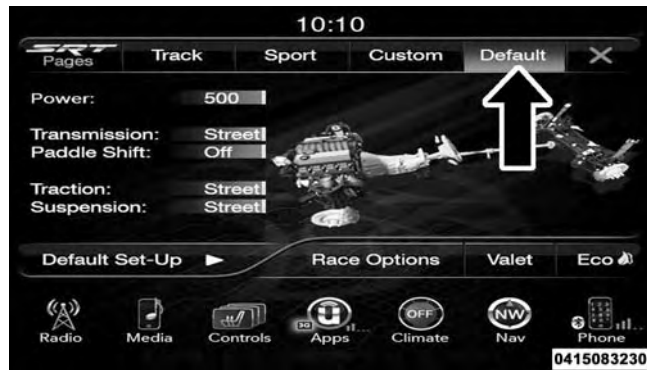 10:10
SRT Pages Track Sport Custom Default X
Power: 500
Transmission: Street
Paddle Shift: Off
Traction: Street
Suspension: Street
Default Set-Up Race Options Valet Eco
3G U OFF NW
Radio Media Controls Apps Climate Nav Phone
0415083230